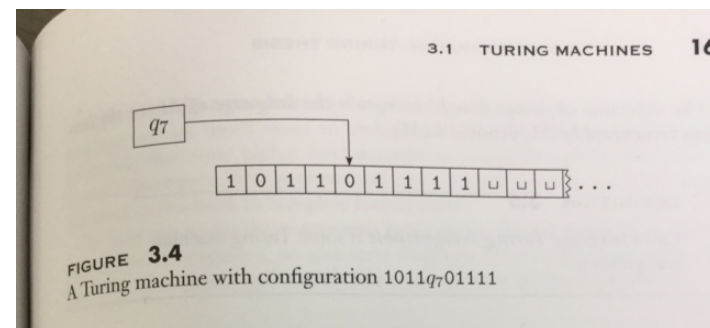 3.1 TURING MACHINES
q7
1 0 1 1 0 1 1 1 1 ⊔ ⊔ ⊔ ...
FIGURE 3.4
A Turing machine with configuration 1011q₇01111